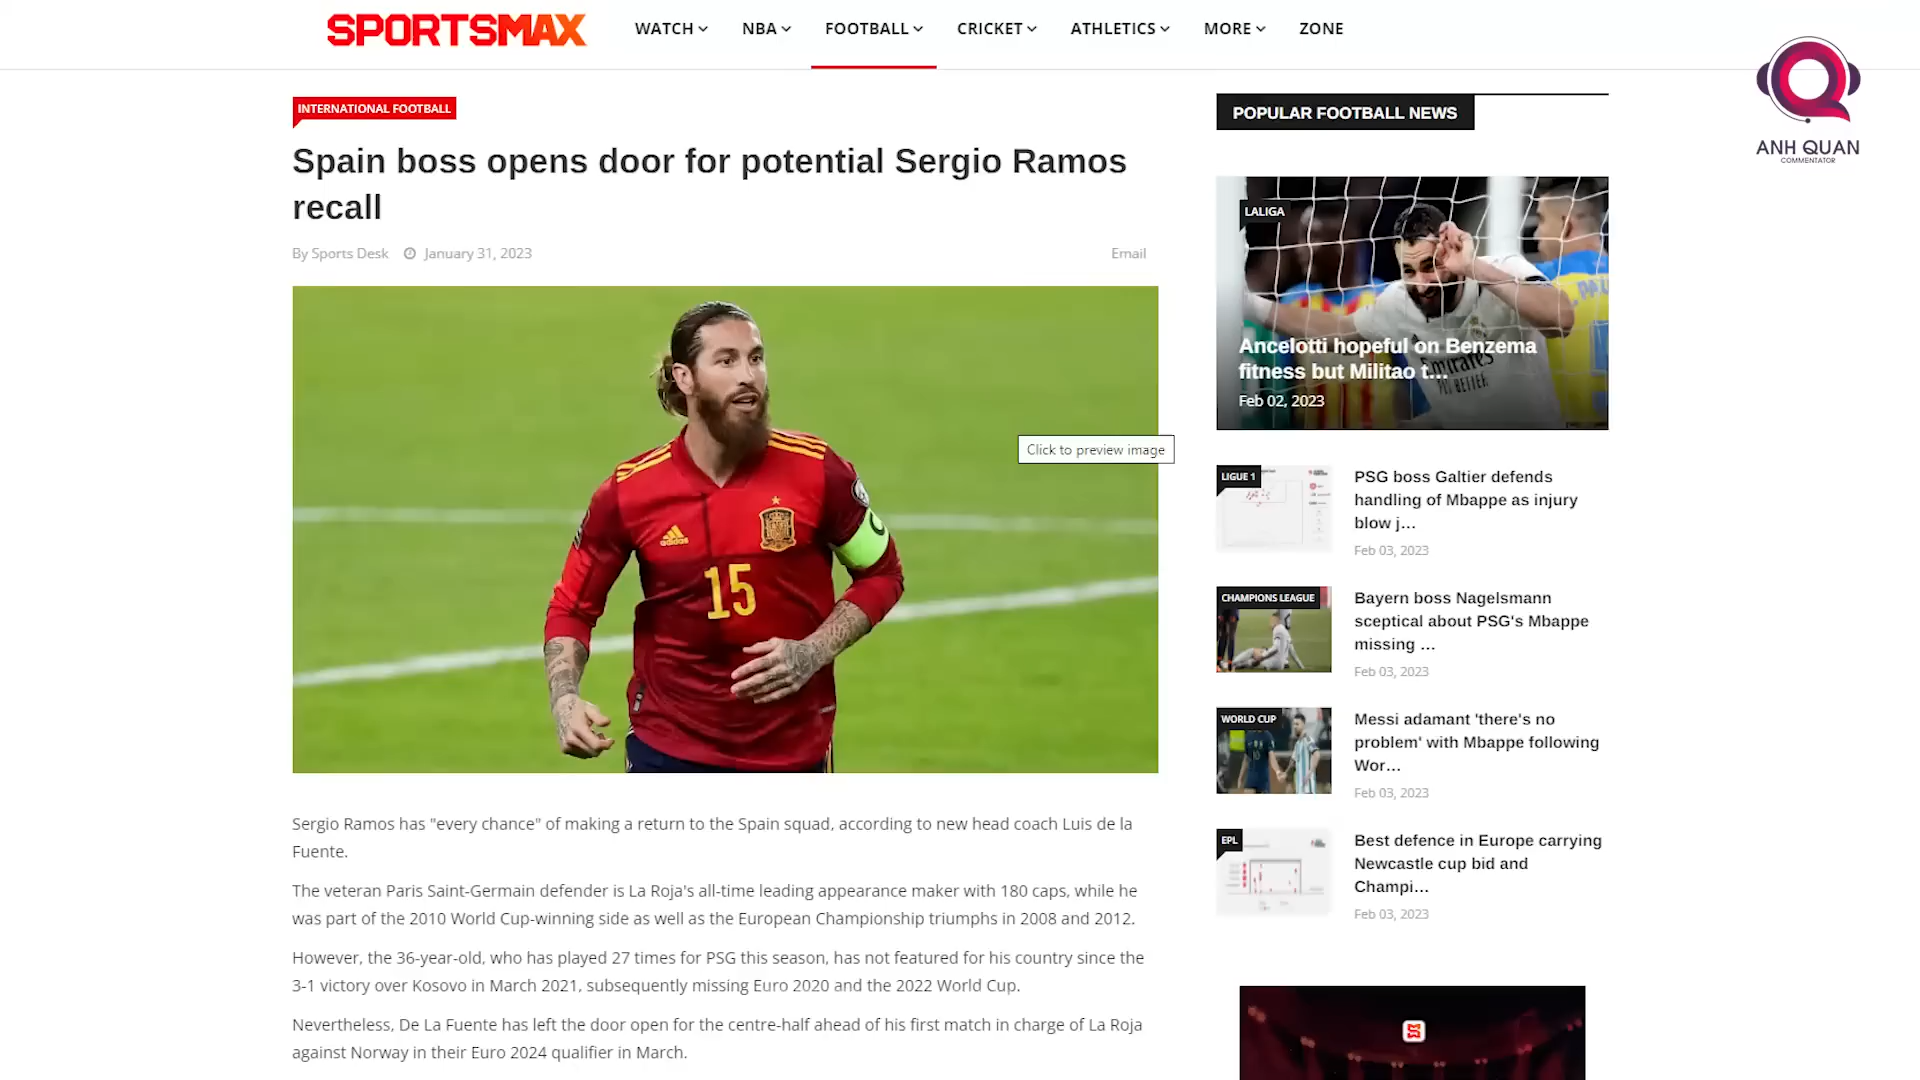 SPORTSMAX
WATCH
NBA
FOOTBALL
CRICKET
ATHLETICS
MORE
ZONE
ANH QUAN
COMMENTATOR
INTERNATIONAL FOOTBALL
Spain boss opens door for potential Sergio Ramos
recall
By Sports Desk January 31, 2023
Email
adidas
15
Click to preview image
Sergio Ramos has "every chance" of making a return to the Spain squad, according to new head coach Luis de la
Fuente.
The veteran Paris Saint-Germain defender is La Roja's all-time leading appearance maker with 180 caps, while he
was part of the 2010 World Cup-winning side as well as the European Championship triumphs in 2008 and 2012.
However, the 36-year-old, who has played 27 times for PSG this season, has not featured for his country since the
3-1 victory over Kosovo in March 2021, subsequently missing Euro 2020 and the 2022 World Cup.
Nevertheless, De La Fuente has left the door open for the centre-half ahead of his first match in charge of La Roja
against Norway in their Euro 2024 qualifier in March.
POPULAR FOOTBALL NEWS
LALIGA
Ancelotti hopeful on Benzema
fitness but Militao t...
Feb 02, 2023
LIGUE 1
PSG boss Galtier defends
handling of Mbappe as injury
blow j...
Feb 03, 2023
CHAMPIONS LEAGUE
Bayern boss Nagelsmann
sceptical about PSG's Mbappe
missing ...
Feb 03, 2023
WORLD CUP
Messi adamant 'there's no
problem' with Mbappe following
Wor...
Feb 03, 2023
EPL
Best defence in Europe carrying
Newcastle cup bid and
Champi...
Feb 03, 2023